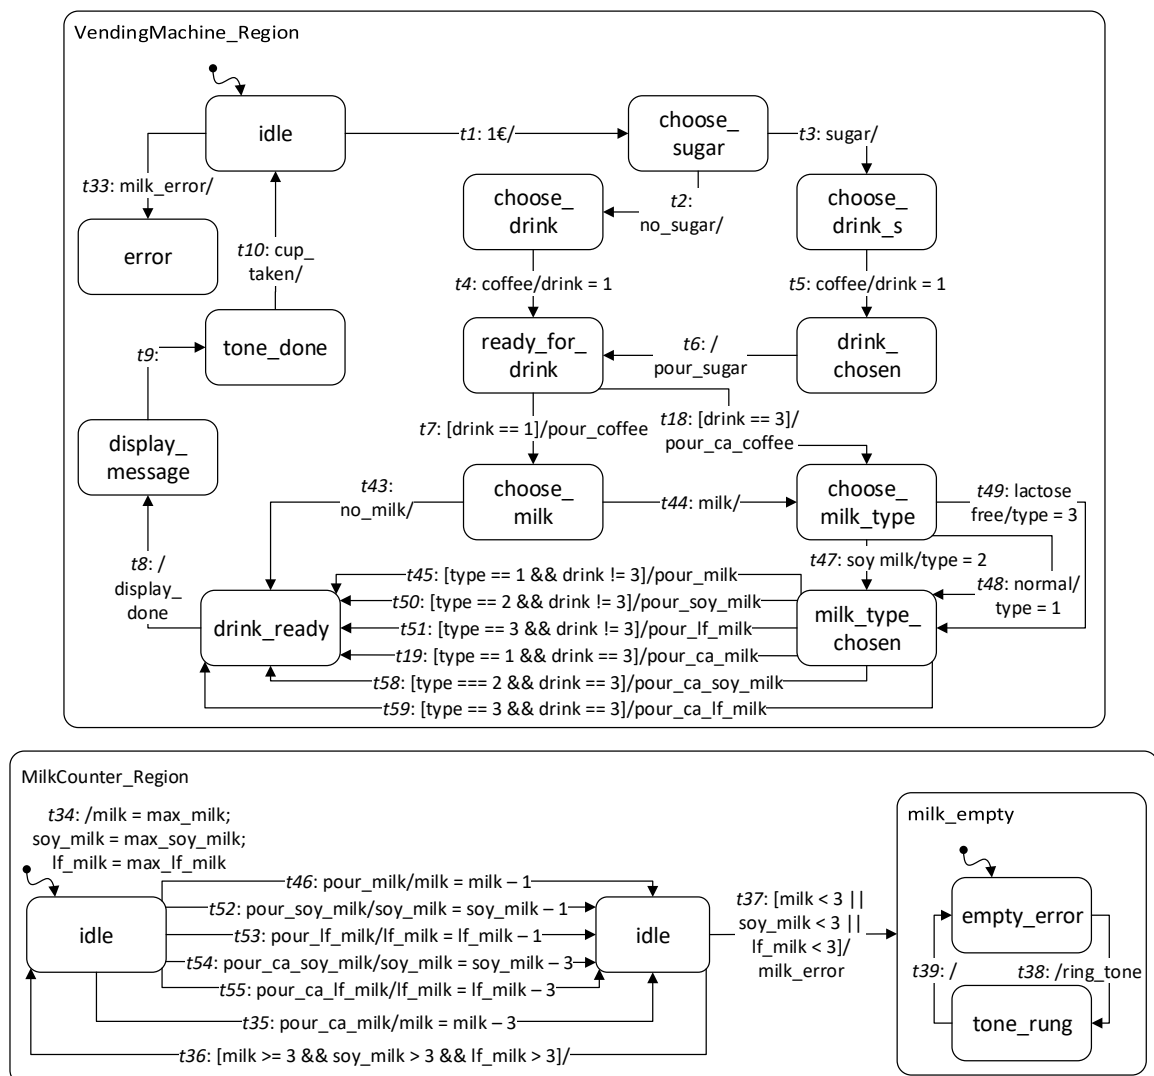 VendingMachine_Region
idle
t1: 1€/
choose_
sugar
t3: sugar/
t33: milk_error/
choose_
drink
t2:
no_sugar/
choose_
drink_s
error
t10: cup_
taken/
t4: coffee/drink = 1
t5: coffee/drink = 1
tone_done
t9:
ready_for_
drink
t6: /
pour_sugar
drink_
chosen
t7: [drink == 1]/pour_coffee
t18: [drink == 3]/
pour_ca_coffee
display_
message
t43:
no_milk/
choose_
milk
t44: milk/
choose_
milk_type
t49: lactose
free/type = 3
t8: /
display_
done
t47: soy milk/type = 2
t48: normal/
type = 1
t45: [type == 1 && drink != 3]/pour_milk
t50: [type == 2 && drink != 3]/pour_soy_milk
drink_ready
t51: [type == 3 && drink != 3]/pour_lf_milk
milk_type_
chosen
t19: [type == 1 && drink == 3]/pour_ca_milk
t58: [type === 2 && drink == 3]/pour_ca_soy_milk
t59: [type == 3 && drink == 3]/pour_ca_lf_milk
MilkCounter_Region
t34: /milk = max_milk;
soy_milk = max_soy_milk;
lf_milk = max_lf_milk
idle
t46: pour_milk/milk = milk – 1
t52: pour_soy_milk/soy_milk = soy_milk – 1
t53: pour_lf_milk/lf_milk = lf_milk – 1
t54: pour_ca_soy_milk/soy_milk = soy_milk – 3
t55: pour_ca_lf_milk/lf_milk = lf_milk – 3
t35: pour_ca_milk/milk = milk – 3
t36: [milk >= 3 && soy_milk > 3 && lf_milk > 3]/
idle
t37: [milk < 3 ||
soy_milk < 3 ||
lf_milk < 3]/
milk_error
milk_empty
empty_error
t39: /
t38: /ring_tone
tone_rung